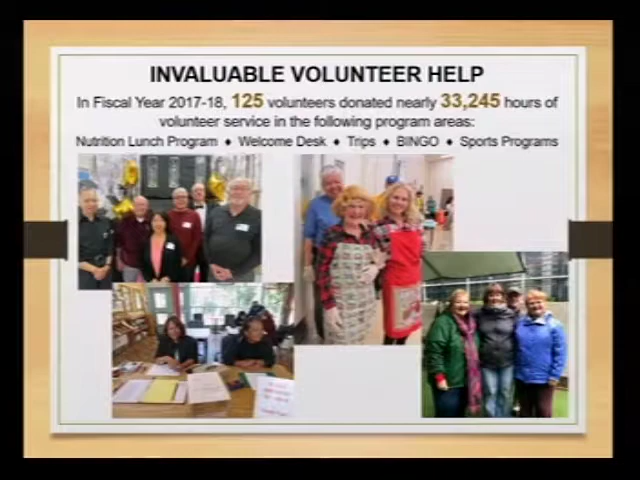 INVALUABLE VOLUNTEER HELP
In Fiscal Year 2017-18, 125 volunteers donated nearly 33,245 hours of
volunteer service in the following program areas:
Nutrition Lunch Program ♦ Welcome Desk ♦ Trips ♦ BINGO ♦ Sports Programs